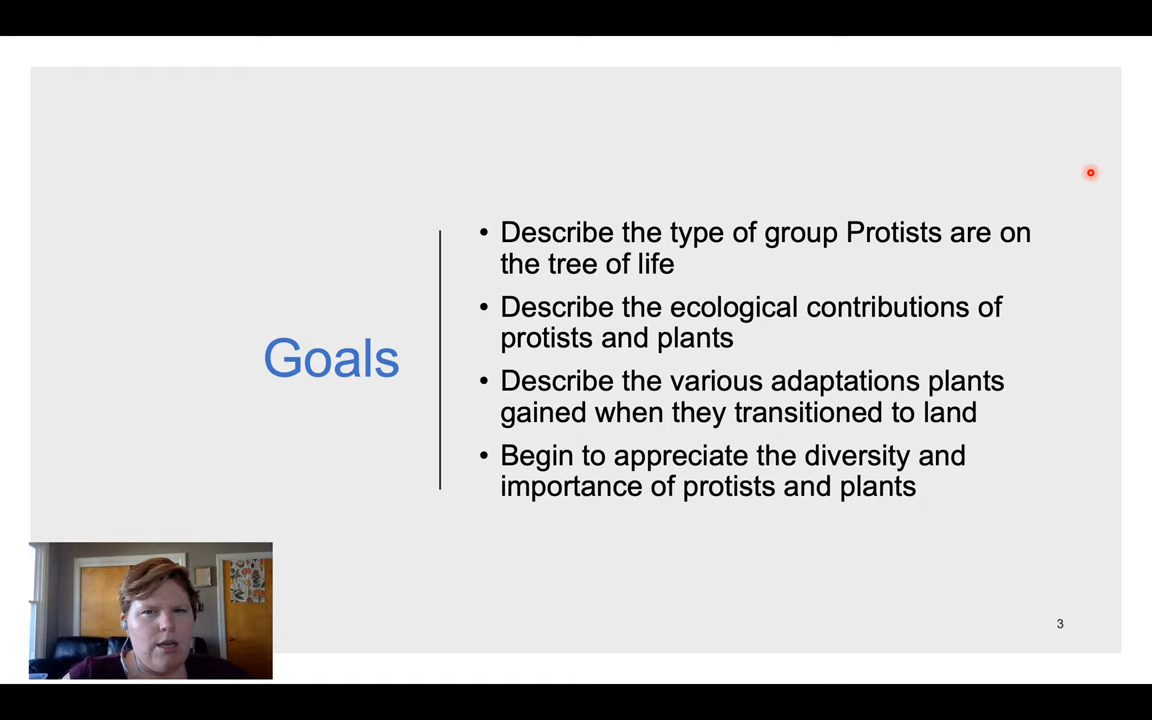 Goals
• Describe the type of group Protists are on
the tree of life
• Describe the ecological contributions of
protists and plants
• Describe the various adaptations plants
gained when they transitioned to land
• Begin to appreciate the diversity and
importance of protists and plants
3